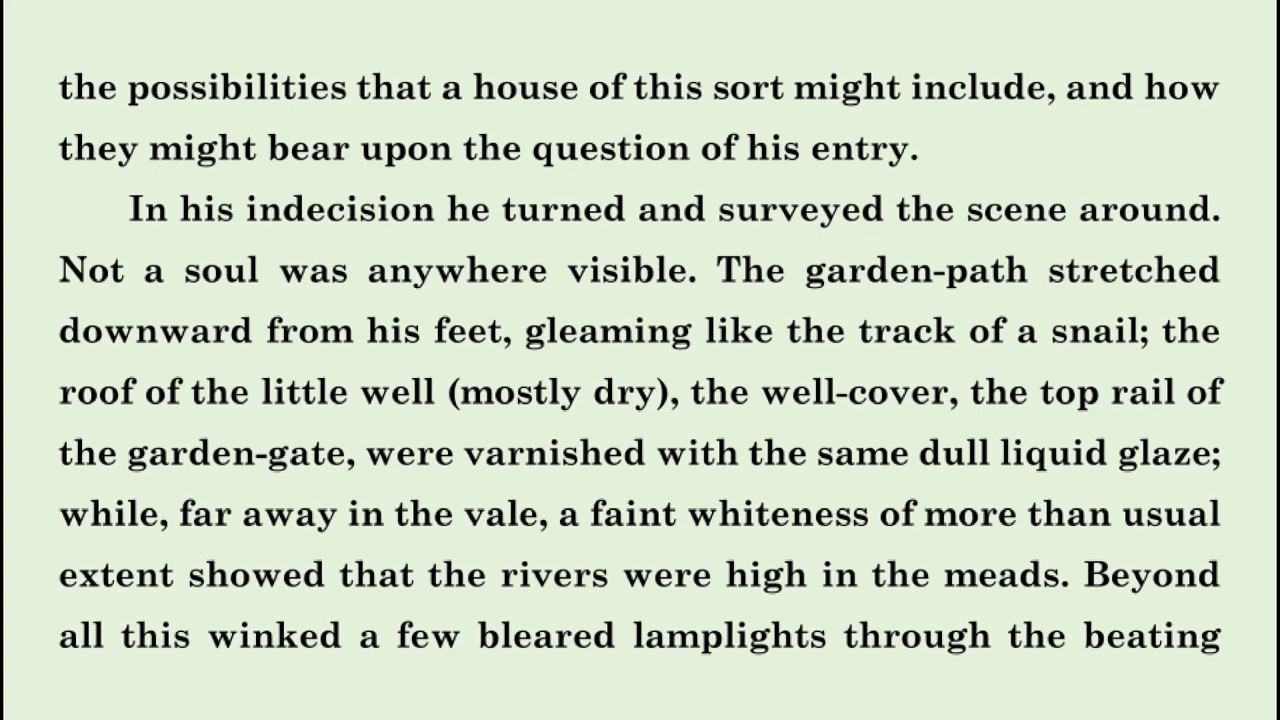 the possibilities that a house of this sort might include, and how
they might bear upon the question of his entry.
In his indecision he turned and surveyed the scene around.
Not a soul was anywhere visible. The garden-path stretched
downward from his feet, gleaming like the track of a snail; the
roof of the little well (mostly dry), the well-cover, the top rail of
the garden-gate, were varnished with the same dull liquid glaze;
while, far away in the vale, a faint whiteness of more than usual
extent showed that the rivers were high in the meads. Beyond
all this winked a few bleared lamplights through the beating